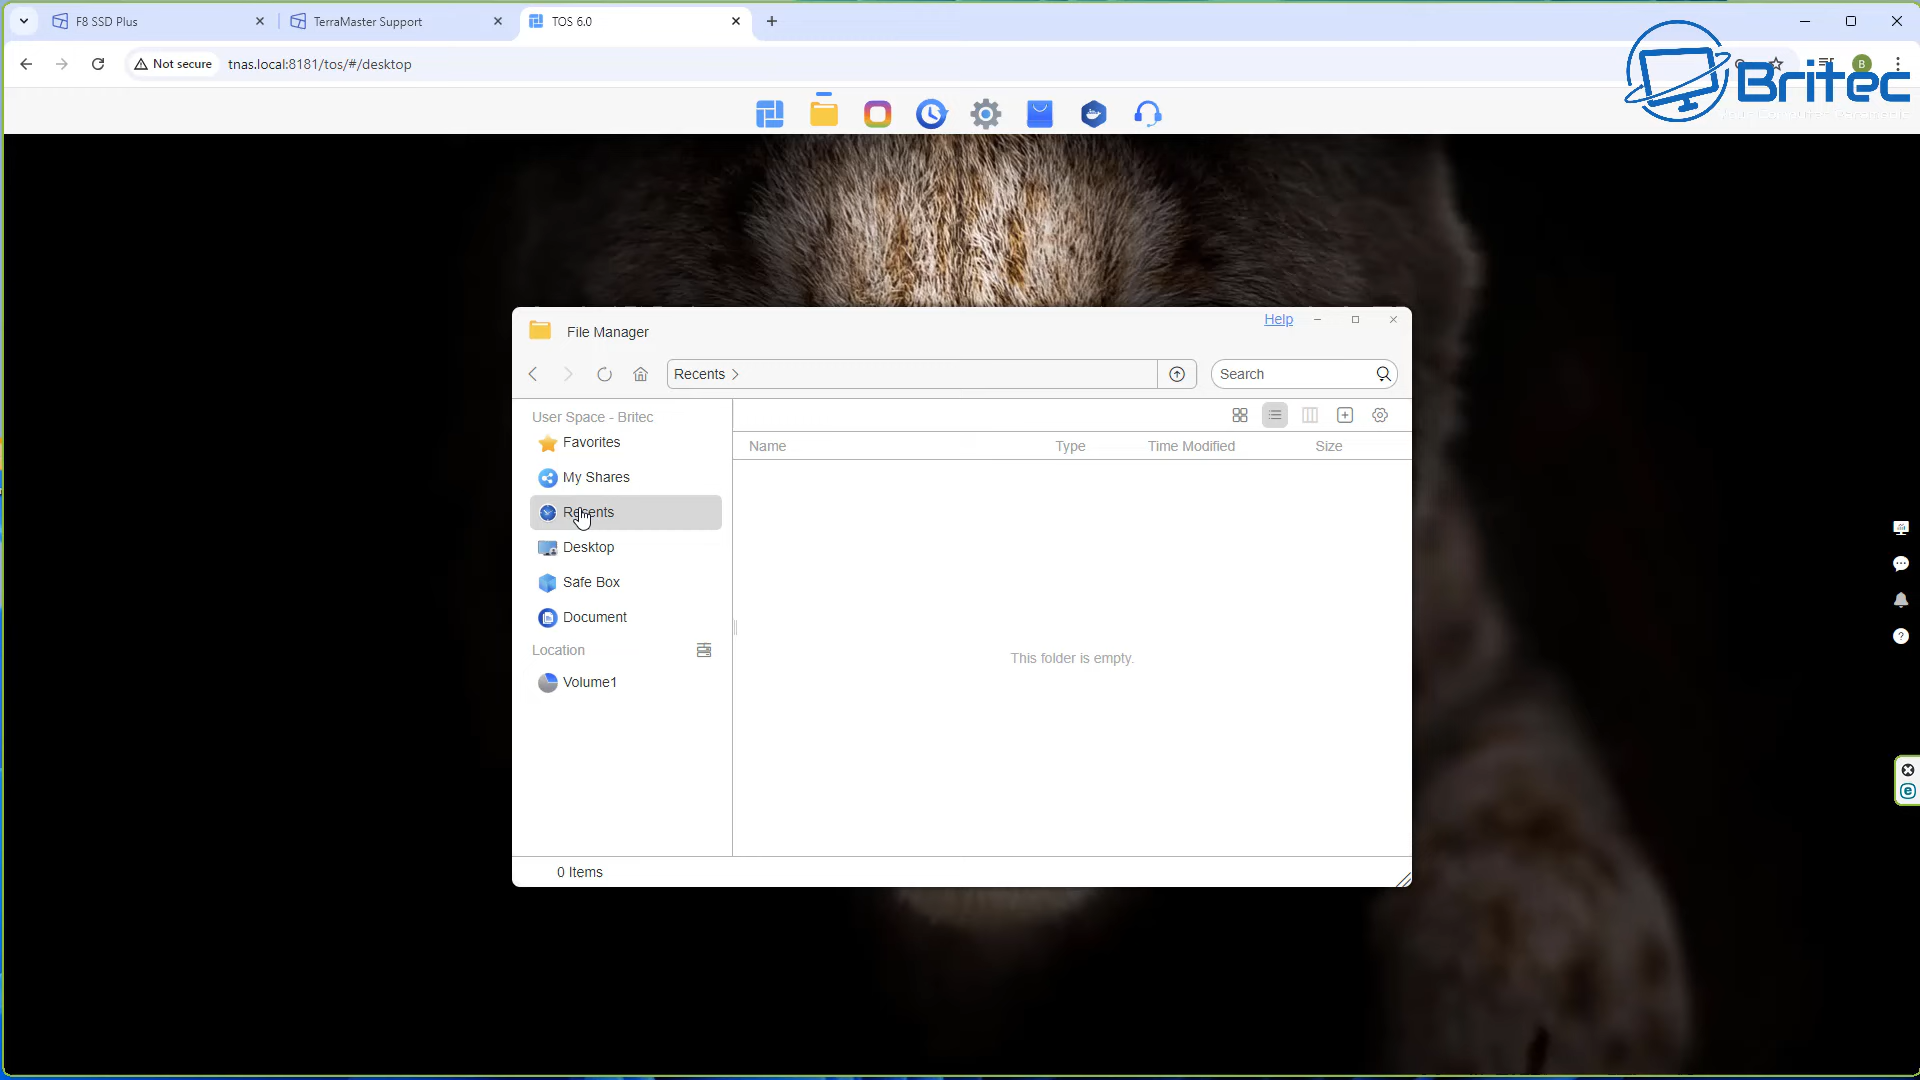 F8 SSD Plus
TerraMaster Support
TOS 6.0
Not secure
tnas.local:8181/tos/#/desktop
B
Britec
File Manager
Help
Recents
Search
User Space - Britec
Favorites
My Shares
Recents
Desktop
Safe Box
Document
Location
Volume1
Name
Type
Time Modified
Size
This folder is empty.
0 Items